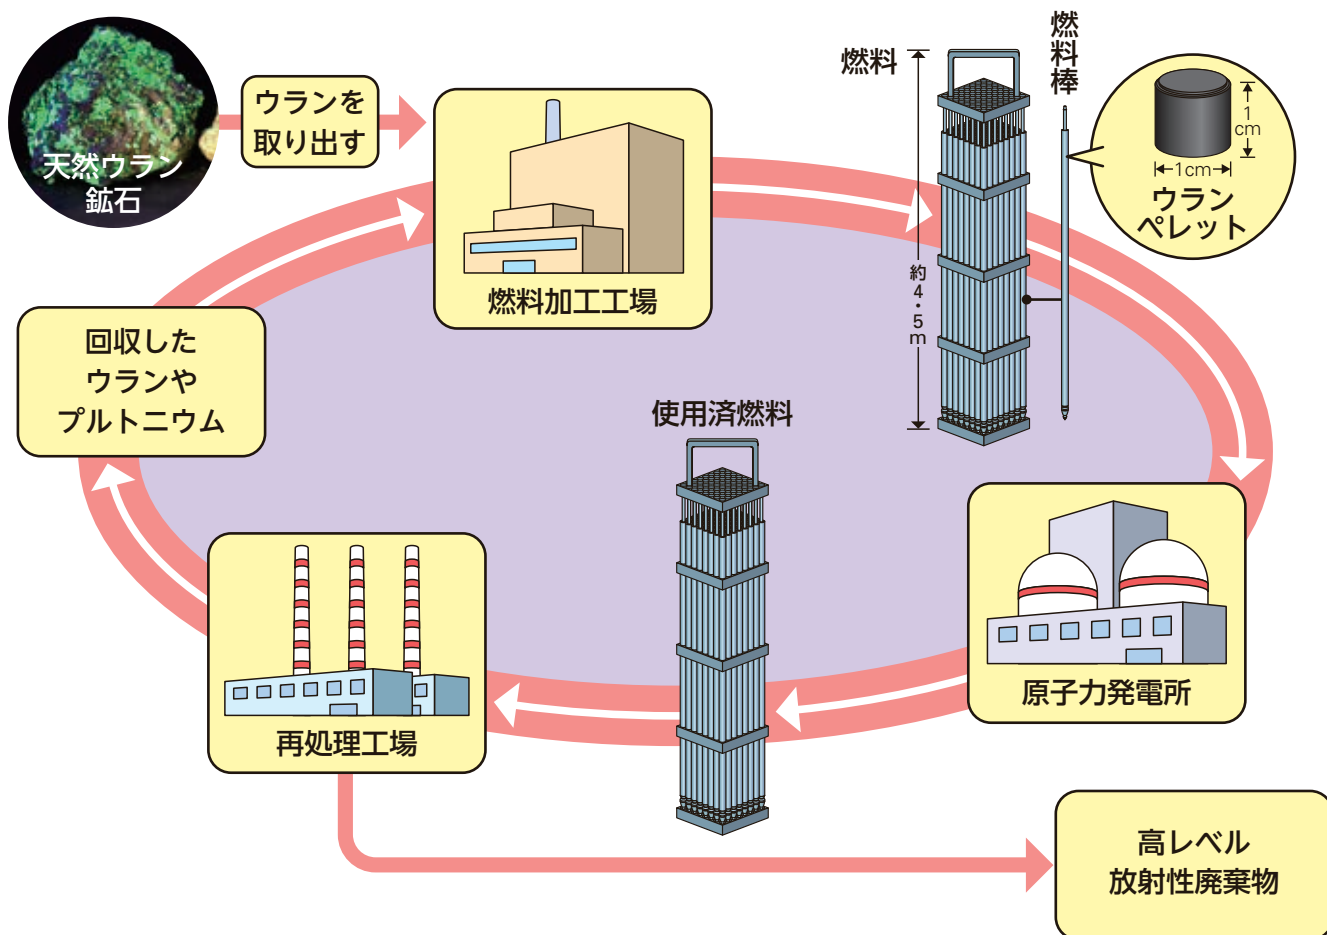 天然ウラン
鉱石
ウランを
取り出す
燃料加工工場
燃料
約4・5m
燃料棒
1
cm
1cm
ウラン
ペレット
回収した
ウランや
プルトニウム
使用済燃料
原子力発電所
再処理工場
高レベル
放射性廃棄物